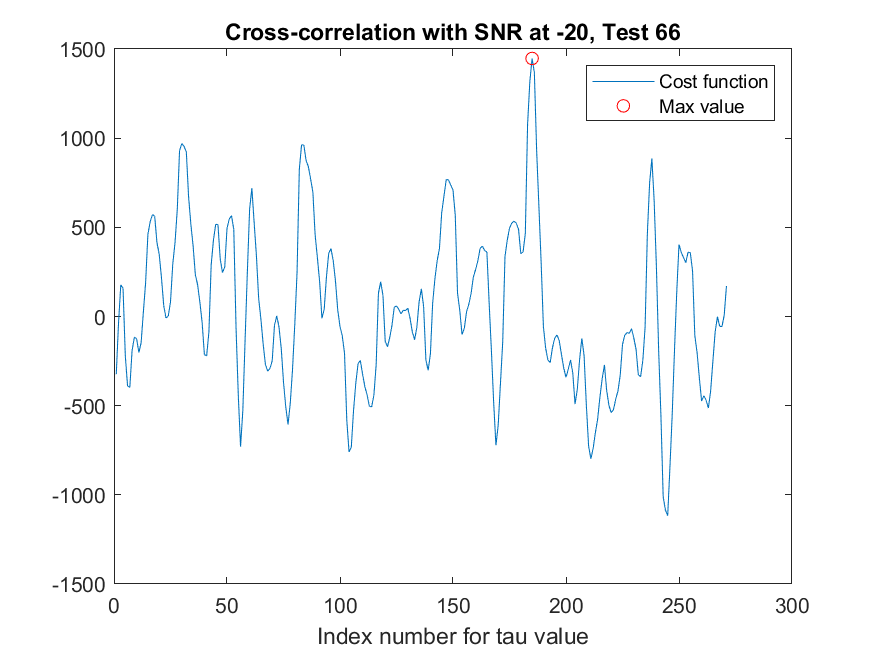 Cross-correlation with SNR at -20, Test 66
1500
1000
500
0
-500
-1000
-1500
Cost function
Max value
0 50 100 150 200 250 300
Index number for tau value